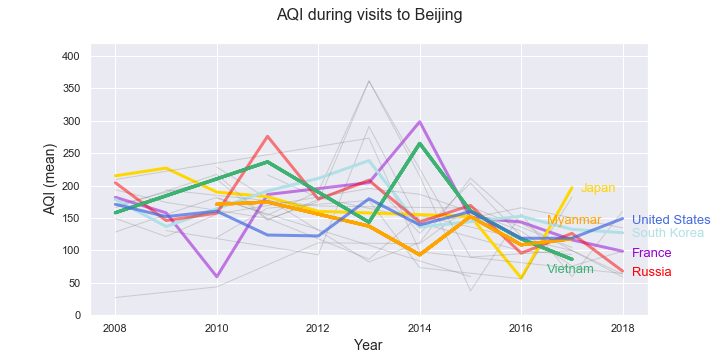 AQI during visits to Beijing
400
350
300
250
200
150
100
50
0
AQI (mean)
2008
2010
2012
2014
2016
2018
Year
Japan
Myanmar
United States
South Korea
France
Vietnam
Russia